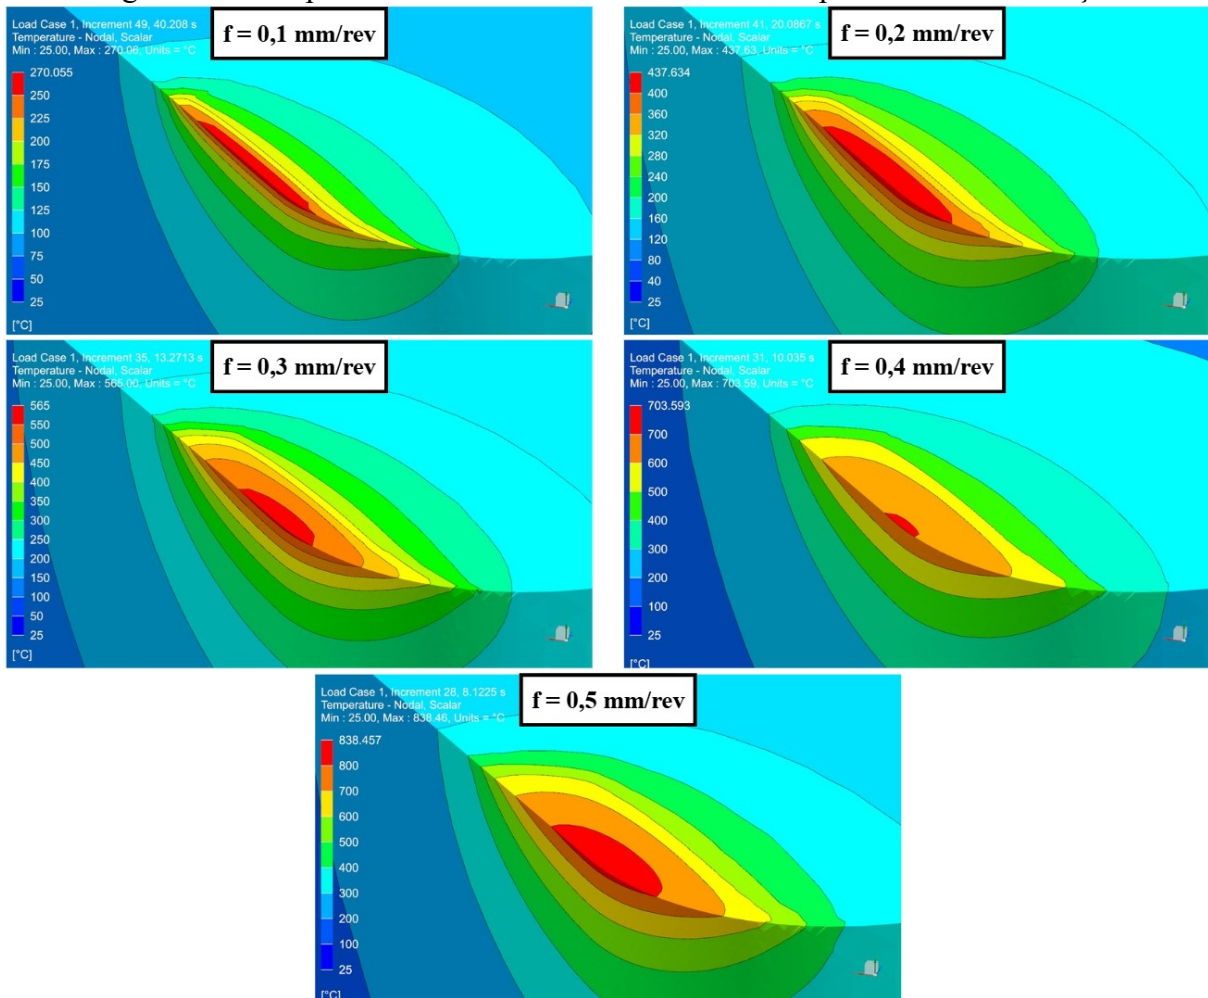 Load Case 1, Increment 49, 40.208 s
Temperature - Nodal, Scalar
Min : 25.00, Max : 270.06, Units = °C
f = 0,1 mm/rev
270.055
250
225
200
175
150
125
100
75
50
25
[°C]
Load Case 1, Increment 41, 20.0867 s
Temperature - Nodal, Scalar
Min : 25.00, Max : 437.63, Units = °C
f = 0,2 mm/rev
437.634
400
360
320
280
240
200
160
120
80
40
25
[°C]
Load Case 1, Increment 35, 13.2713 s
Temperature - Nodal, Scalar
Min : 25.00, Max : 565.00, Units = °C
f = 0,3 mm/rev
565
550
500
450
400
350
300
250
200
150
100
50
25
[°C]
Load Case 1, Increment 31, 10.035 s
Temperature - Nodal, Scalar
Min : 25.00, Max : 703.59, Units = °C
f = 0,4 mm/rev
703.593
700
600
500
400
300
200
100
25
[°C]
Load Case 1, Increment 28, 8.1225 s
Temperature - Nodal, Scalar
Min : 25.00, Max : 838.46, Units = °C
f = 0,5 mm/rev
838.457
800
700
600
500
400
300
200
100
25
[°C]